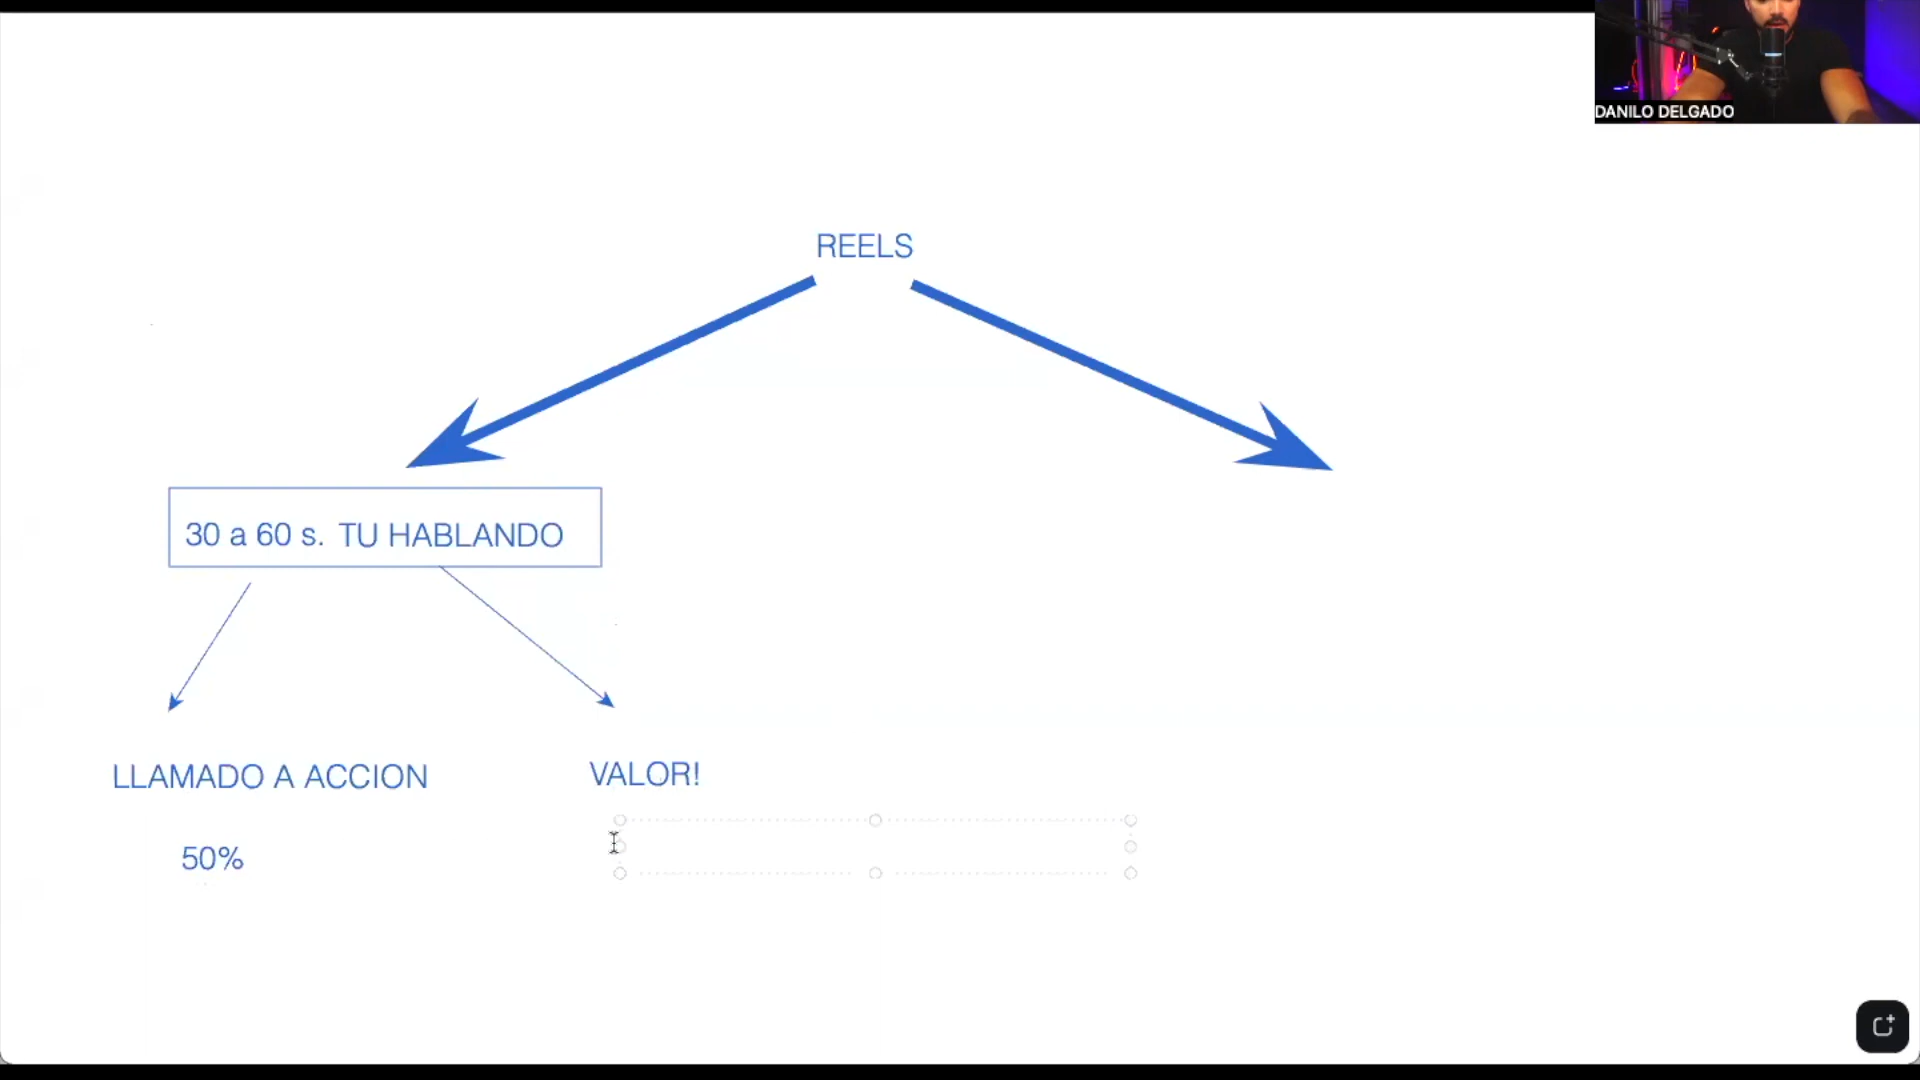 DANILO DELGADO
REELS
30 a 60 s. TU HABLANDO
LLAMADO A ACCION
VALOR!
50%